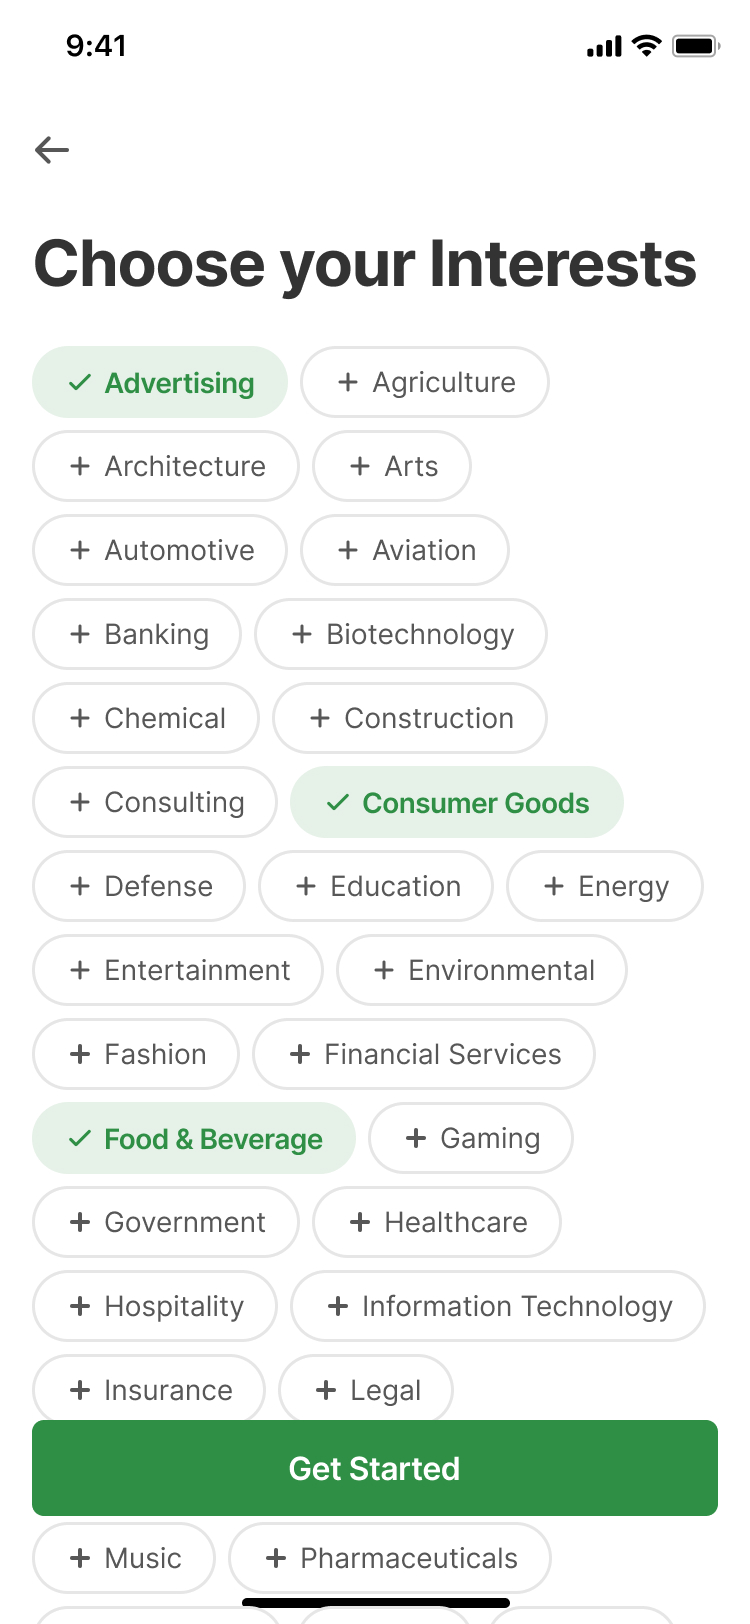 9:41
Choose your Interests
Advertising
Agriculture
Architecture
Arts
Automotive
Aviation
Banking
Biotechnology
Chemical
Construction
Consulting
Consumer Goods
Defense
Education
Energy
Entertainment
Environmental
Fashion
Financial Services
Food & Beverage
Gaming
Government
Healthcare
Hospitality
Information Technology
Insurance
Legal
Get Started
Music
Pharmaceuticals